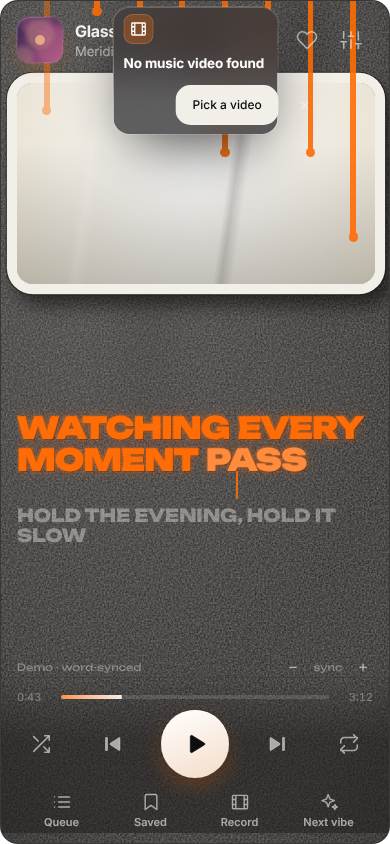 Glass
Meridi
No music video found
Pick a video
WATCHING EVERY
MOMENT PASS
HOLD THE EVENING, HOLD IT
SLOW
Demo · word-synced
− sync +
0:43
3:12
Queue
Saved
Record
Next vibe